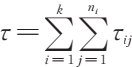 τ = ∑_{i=1}^{k} ∑_{j=1}^{n_i} τ_{ij}